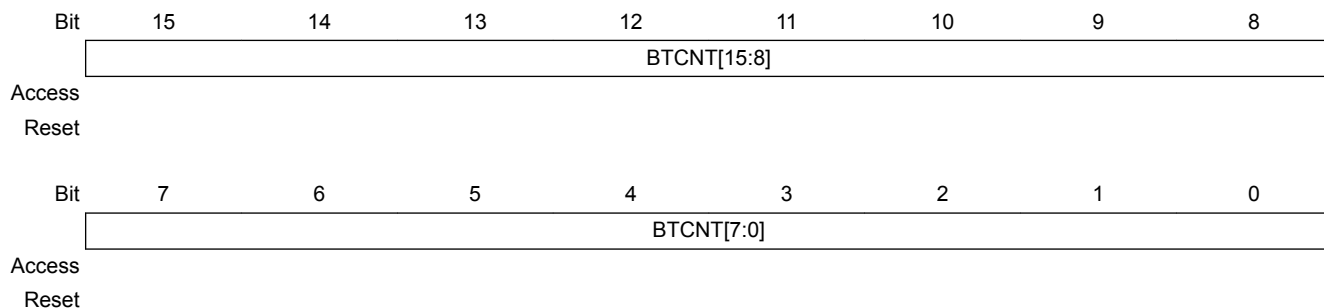 Bit 15 14 13 12 11 10 9 8
BTCNT[15:8]
Access
Reset
Bit 7 6 5 4 3 2 1 0
BTCNT[7:0]
Access
Reset